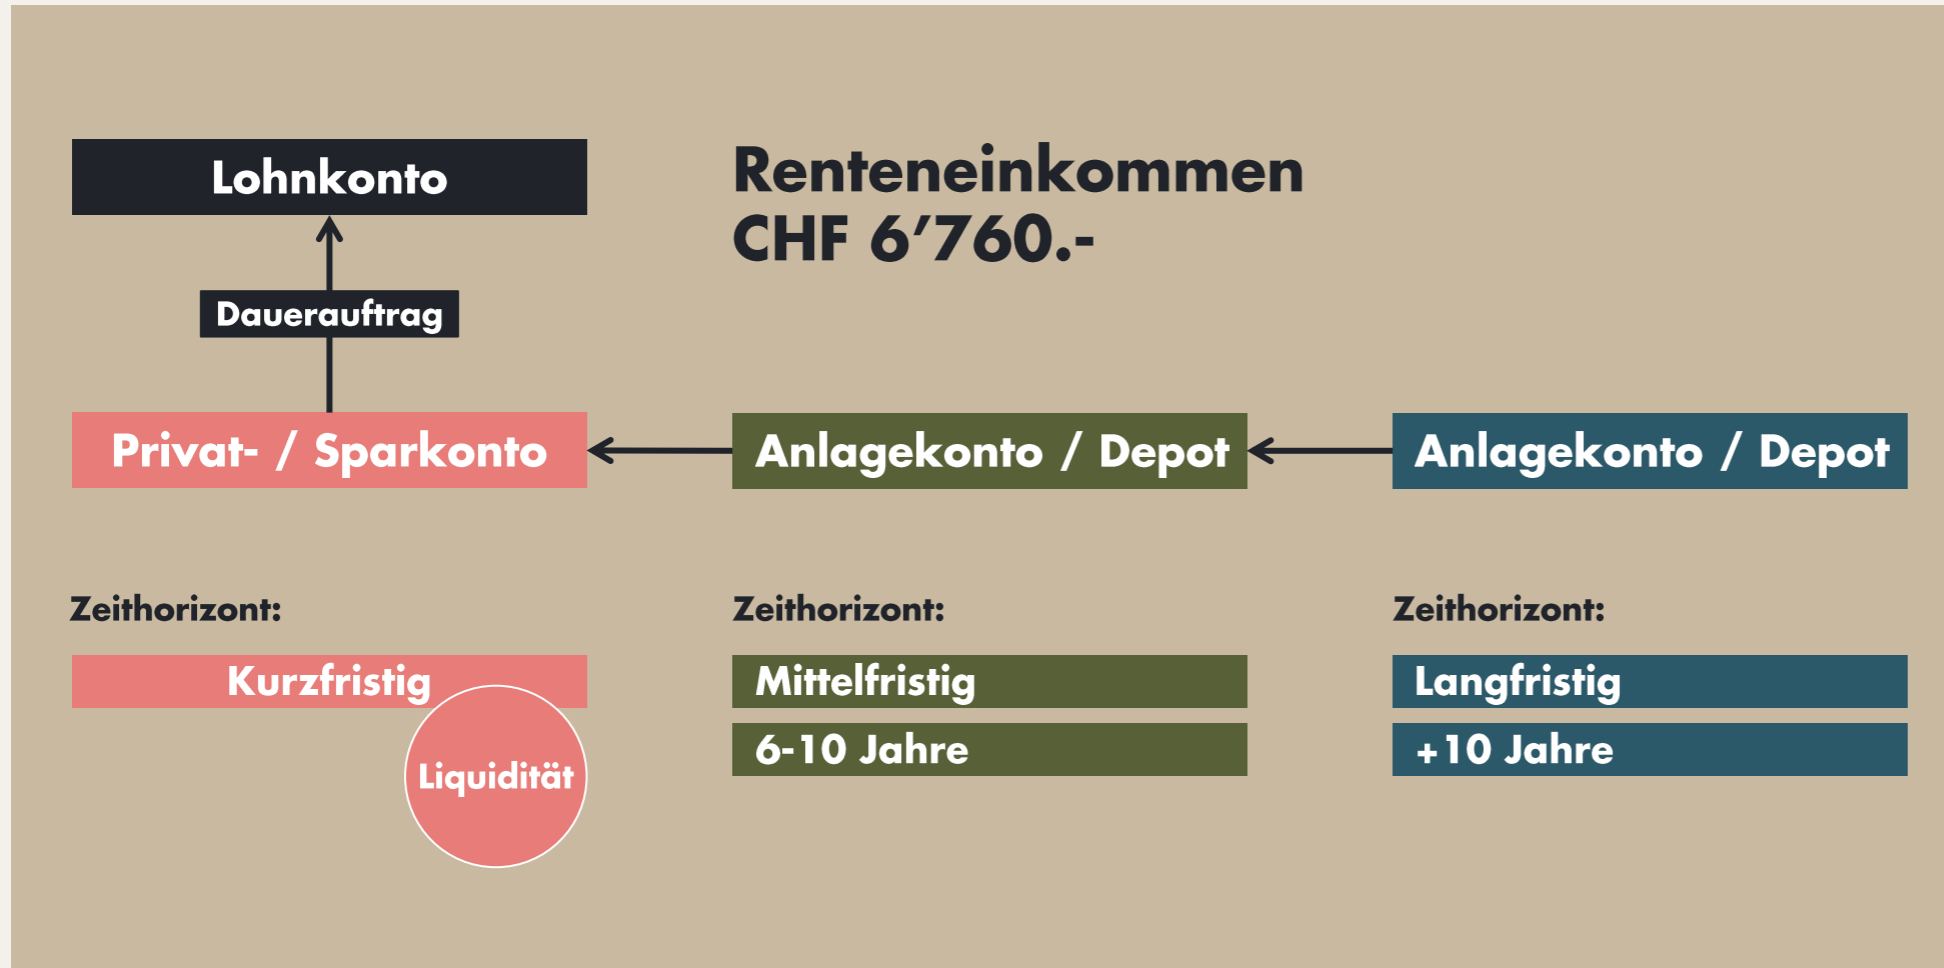 Lohnkonto
Renteneinkommen
CHF 6’760.-
Dauerauftrag
Privat- / Sparkonto
Anlagekonto / Depot
Anlagekonto / Depot
Zeithorizont:
Zeithorizont:
Zeithorizont:
Kurzfristig
Mittelfristig
Langfristig
Liquidität
6-10 Jahre
+10 Jahre